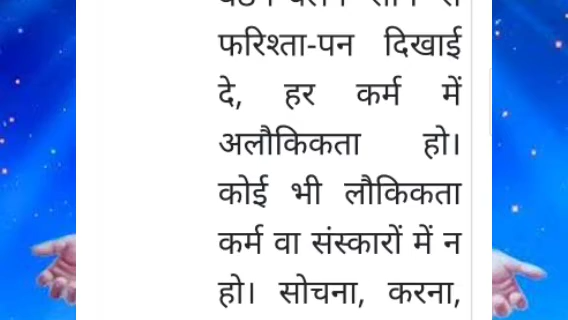 फरिश्ता-पन दिखाई
दे, हर कर्म में
अलौकिकता हो।
कोई भी लौकिकता
कर्म वा संस्कारों में न
हो। सोचना, करना,